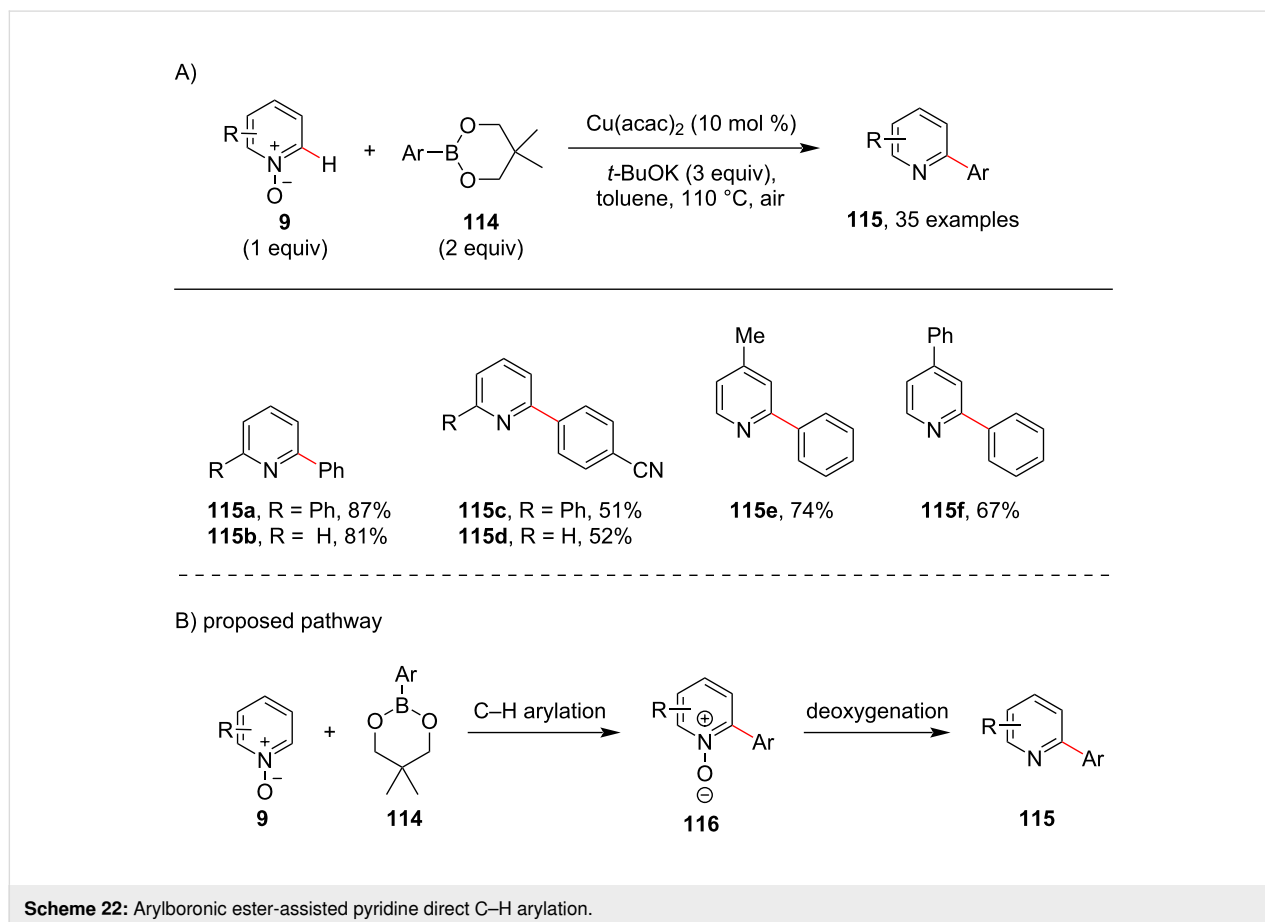 A)
R N + O − H
9
(1 equiv)
+
Ar B O O
114
(2 equiv)
Cu(acac)2 (10 mol %)
t-BuOK (3 equiv),
toluene, 110 °C, air
R N Ar
115, 35 examples
R N Ph
115a, R = Ph, 87%
115b, R = H, 81%
R N CN
115c, R = Ph, 51%
115d, R = H, 52%
Me
N
115e, 74%
Ph
N
115f, 67%
B) proposed pathway
R N + O −
9
+
Ar
B
O O
114
C–H arylation
R + N Ar
O
−
116
deoxygenation
R N Ar
115
Scheme 22: Arylboronic ester-assisted pyridine direct C–H arylation.